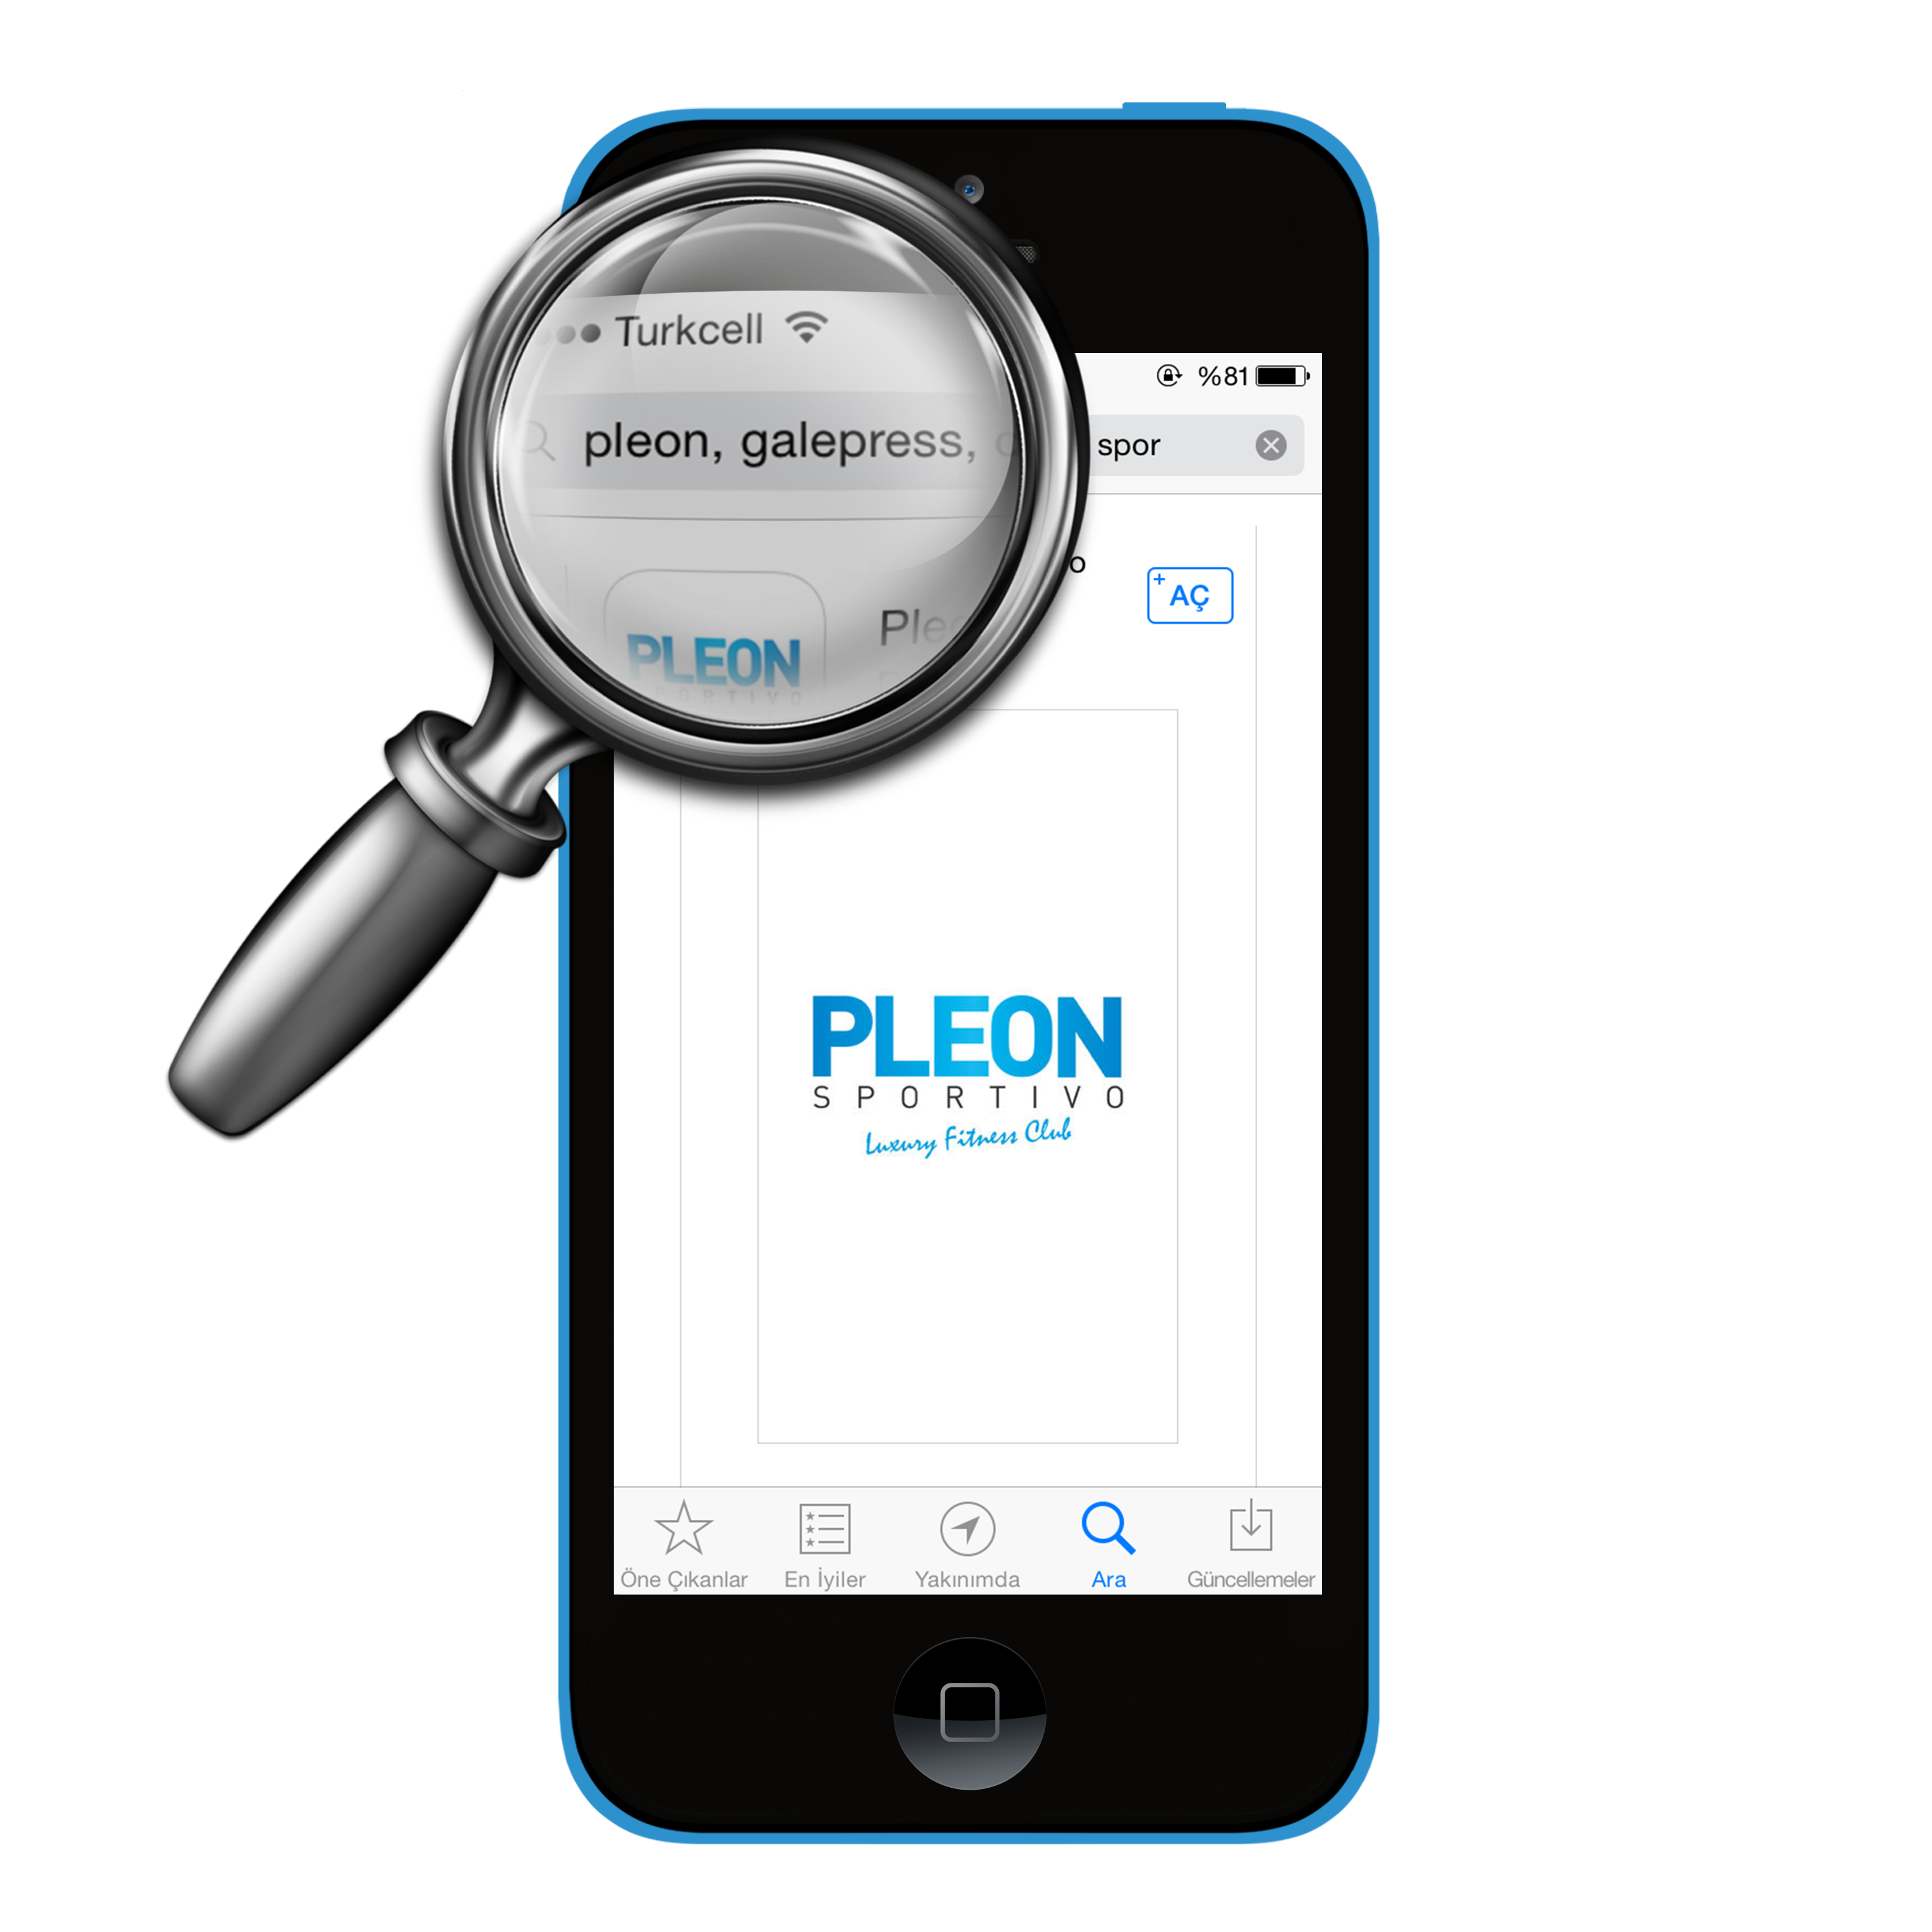 Turkcell
%81
pleon, galepress,
spor
AÇ
PLEON
SPORTIVO
PLEON
SPORTIVO
Luxury Fitness Club
Öne Çıkanlar
En İyiler
Yakınımda
Ara
Güncellemeler